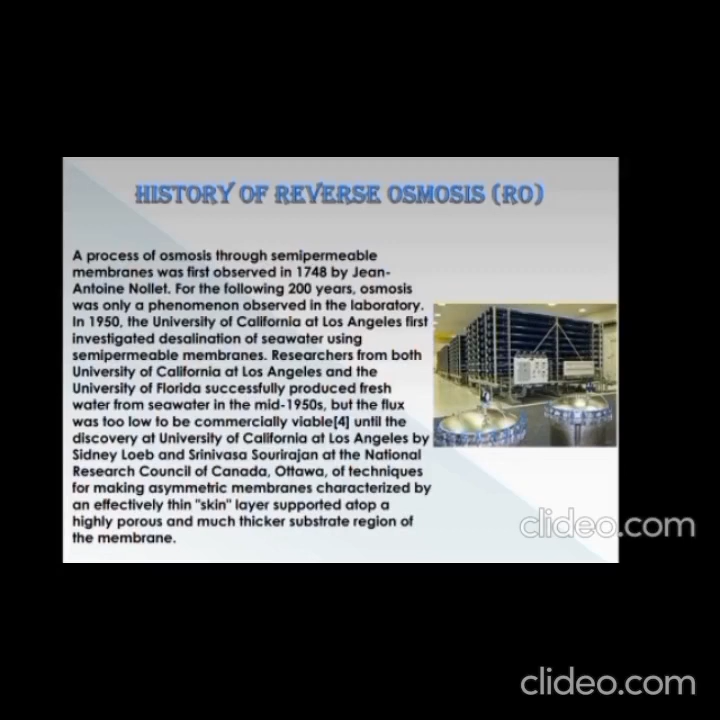 HISTORY OF REVERSE OSMOSIS (RO)
A process of osmosis through semipermeable
membranes was first observed in 1748 by Jean-
Antoine Nollet. For the following 200 years, osmosis
was only a phenomenon observed in the laboratory.
In 1950, the University of California at Los Angeles first
investigated desalination of seawater using
semipermeable membranes. Researchers from both
University of California at Los Angeles and the
University of Florida successfully produced fresh
water from seawater in the mid-1950s, but the flux
was too low to be commercially viable[4] until the
discovery at University of California at Los Angeles by
Sidney Loeb and Srinivasa Sourirajan at the National
Research Council of Canada, Ottawa, of techniques
for making asymmetric membranes characterized by
an effectively thin "skin" layer supported atop a
highly porous and much thicker substrate region of
the membrane.
clideo.com
clideo.com